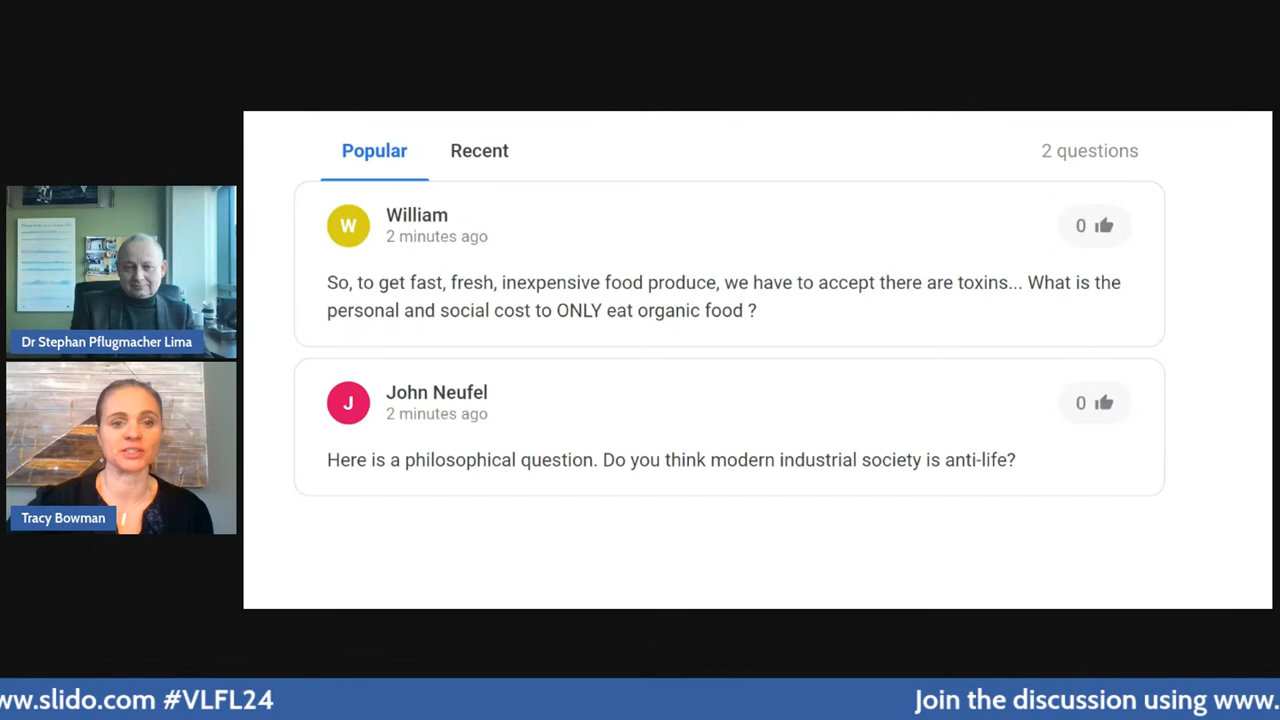 Popular
Recent
2 questions
W
William
2 minutes ago
0
So, to get fast, fresh, inexpensive food produce, we have to accept there are toxins... What is the
personal and social cost to ONLY eat organic food ?
J
John Neufel
2 minutes ago
0
Here is a philosophical question. Do you think modern industrial society is anti-life?
Dr Stephan Pflugmacher Lima
Tracy Bowman
ww.slido.com #VLFL24
Join the discussion using www.